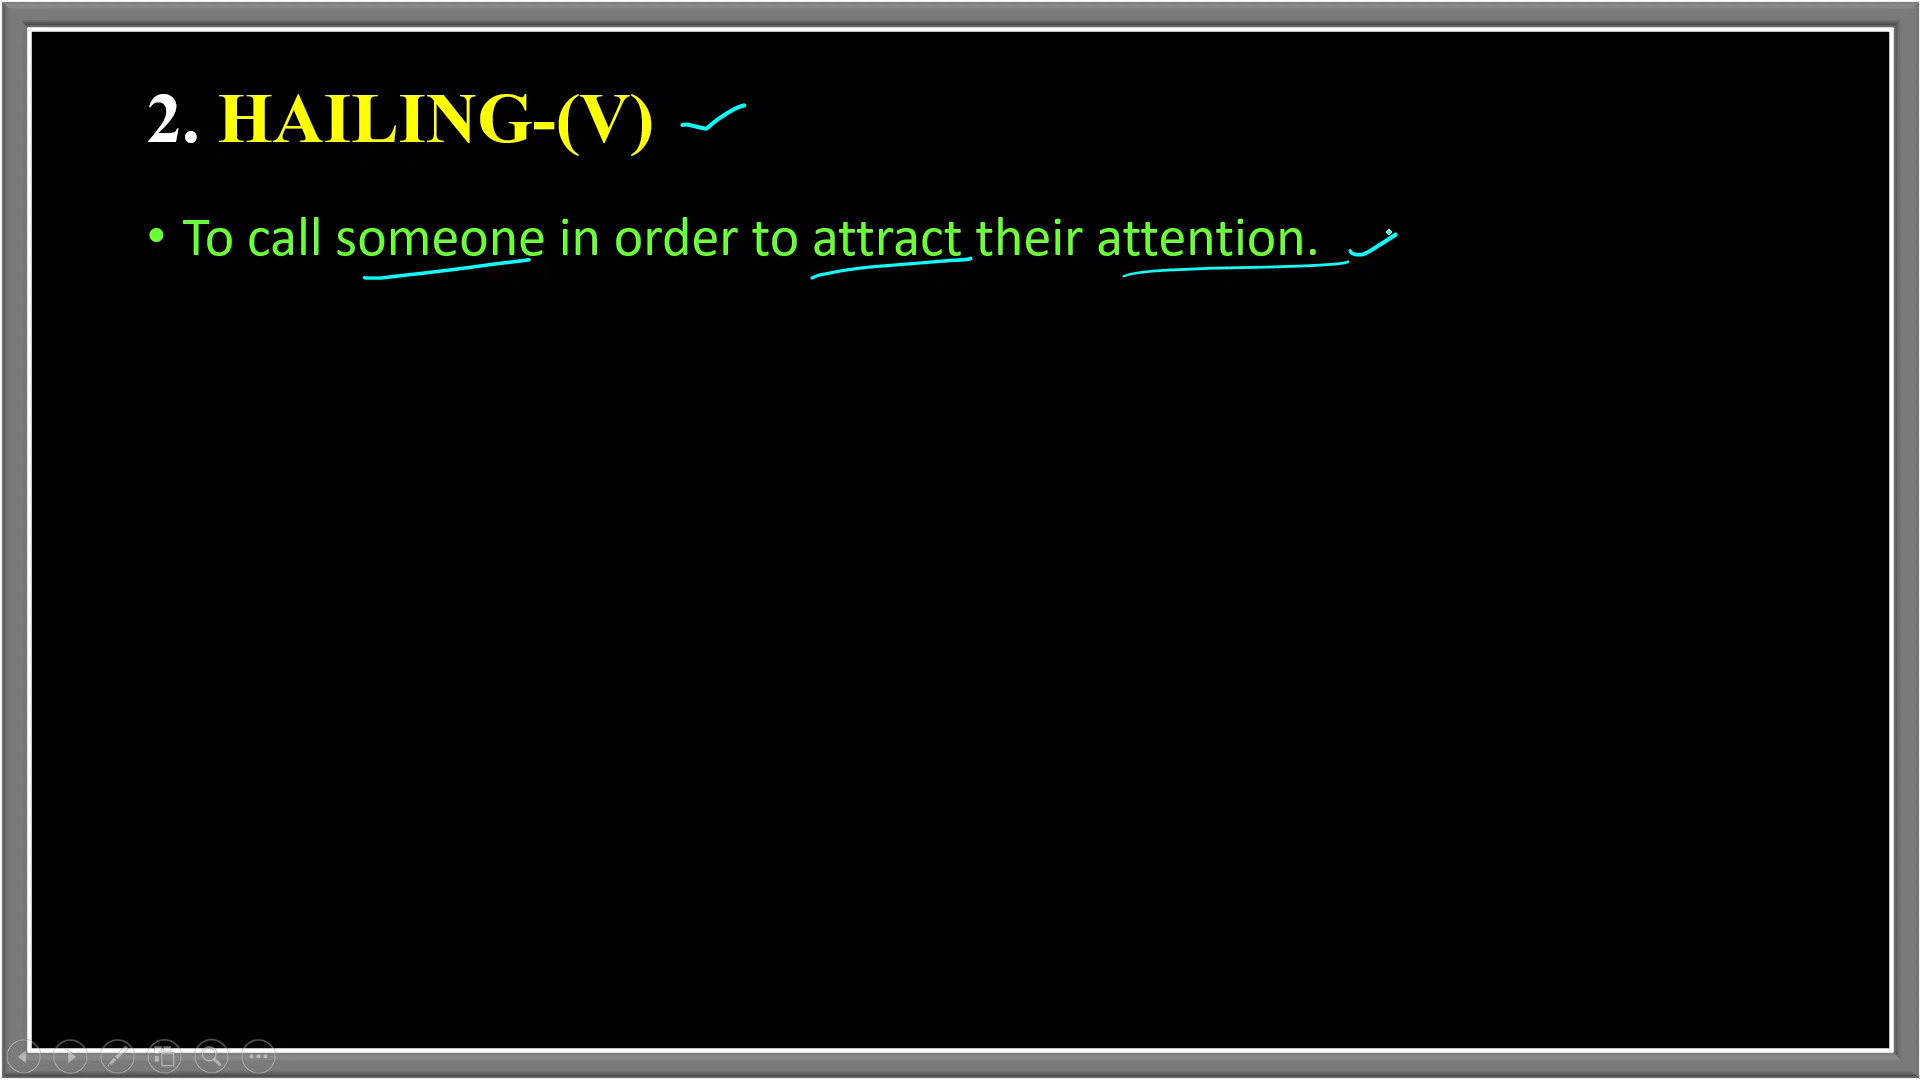 2. HAILING-(V)
• To call someone in order to attract their attention.